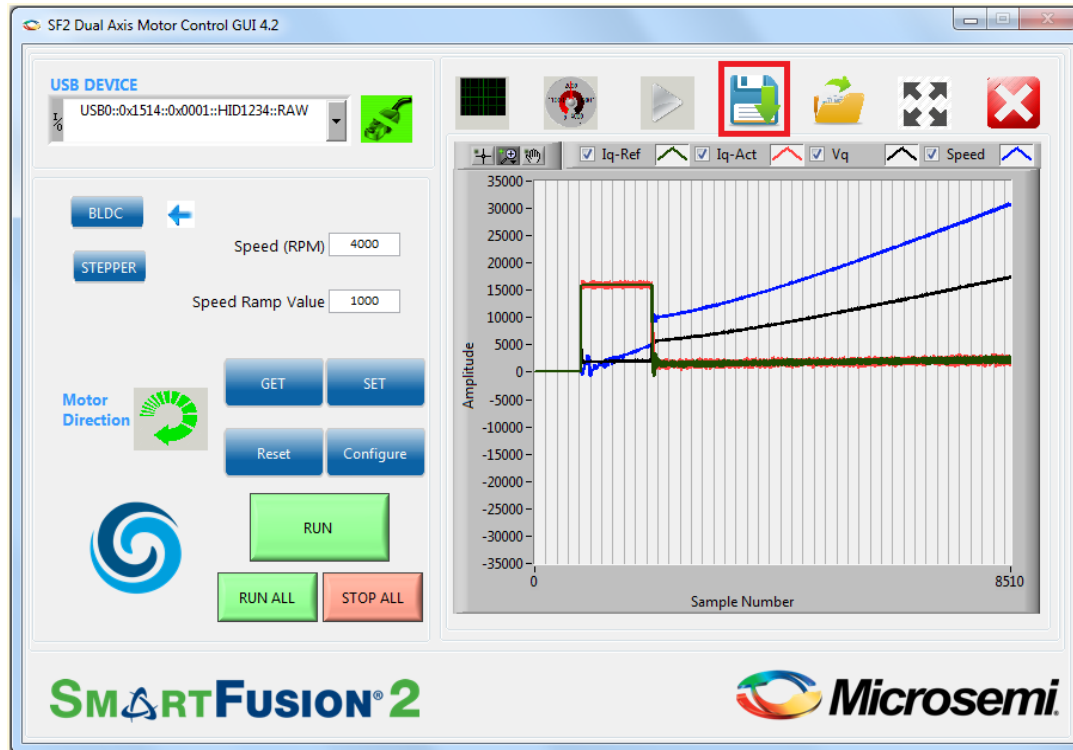 SF2 Dual Axis Motor Control GUI 4.2
USB DEVICE
I/O USB0::0x1514::0x0001::HID1234::RAW
BLDC
Speed (RPM) 4000
STEPPER
Speed Ramp Value 1000
Motor
Direction
GET SET
Reset Configure
RUN
RUN ALL STOP ALL
Iq-Ref Iq-Act Vq Speed
35000
30000
25000
20000
15000
10000
5000
0
-5000
-10000
-15000
-20000
-25000
-30000
-35000
Amplitude
0 8510
Sample Number
SMARTFUSION®2
Microsemi.